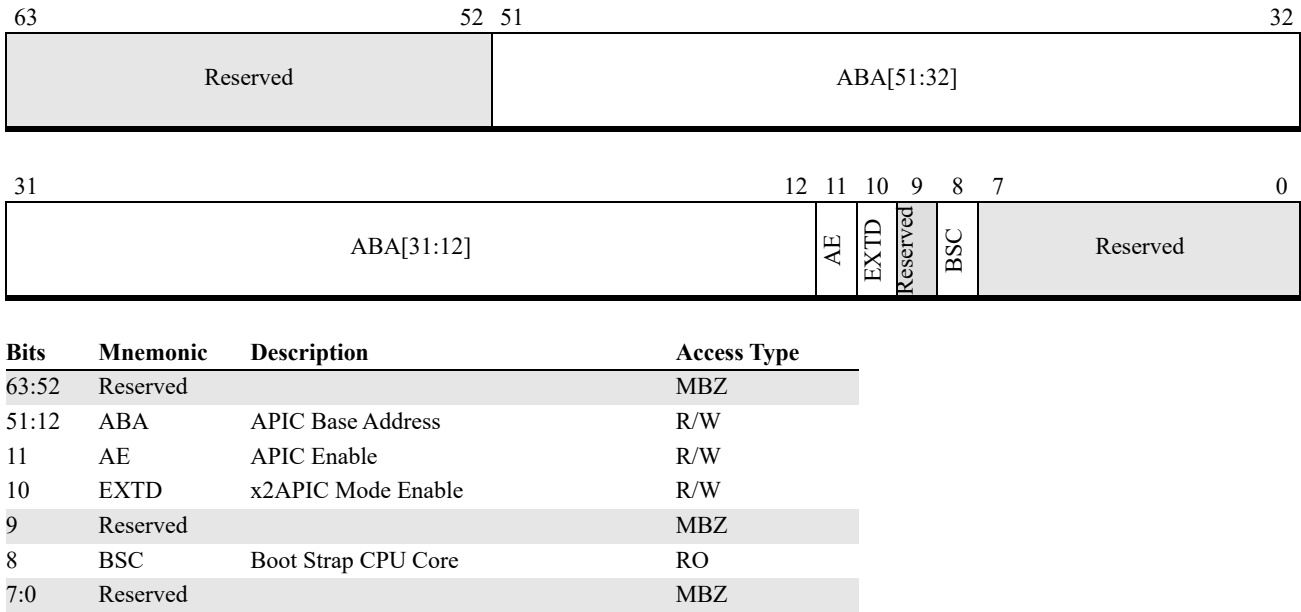 63 52 51 32
Reserved ABA[51:32]
31 12 11 10 9 8 7 0
ABA[31:12] AE EXTD Reserved BSC Reserved
Bits Mnemonic Description Access Type
63:52 Reserved MBZ
51:12 ABA APIC Base Address R/W
11 AE APIC Enable R/W
10 EXTD x2APIC Mode Enable R/W
9 Reserved MBZ
8 BSC Boot Strap CPU Core RO
7:0 Reserved MBZ